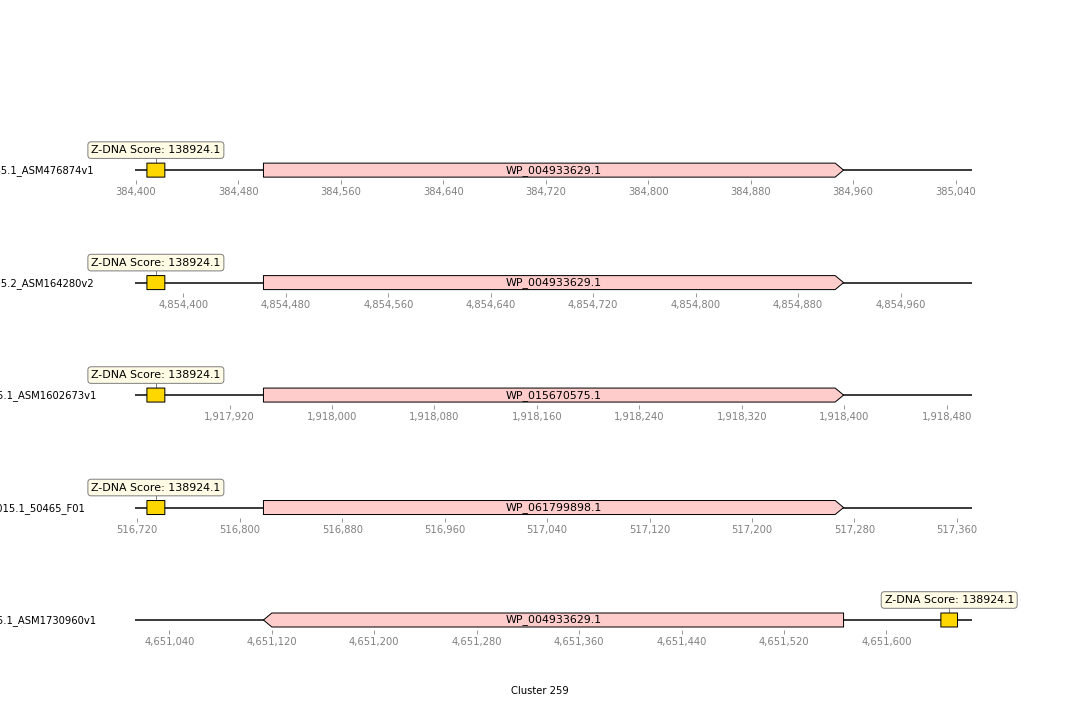 Z-DNA Score: 138924.1
5.1_ASM476874v1
WP_004933629.1
384,400 384,480 384,560 384,640 384,720 384,800 384,880 384,960 385,040
Z-DNA Score: 138924.1
5.2_ASM164280v2
WP_004933629.1
4,854,400 4,854,480 4,854,560 4,854,640 4,854,720 4,854,800 4,854,880 4,854,960
Z-DNA Score: 138924.1
5.1_ASM1602673v1
WP_015670575.1
1,917,920 1,918,000 1,918,080 1,918,160 1,918,240 1,918,320 1,918,400 1,918,480
Z-DNA Score: 138924.1
015.1_50465_F01
WP_061799898.1
516,720 516,800 516,880 516,960 517,040 517,120 517,200 517,280 517,360
Z-DNA Score: 138924.1
5.1_ASM1730960v1
WP_004933629.1
4,651,040 4,651,120 4,651,200 4,651,280 4,651,360 4,651,440 4,651,520 4,651,600
Cluster 259